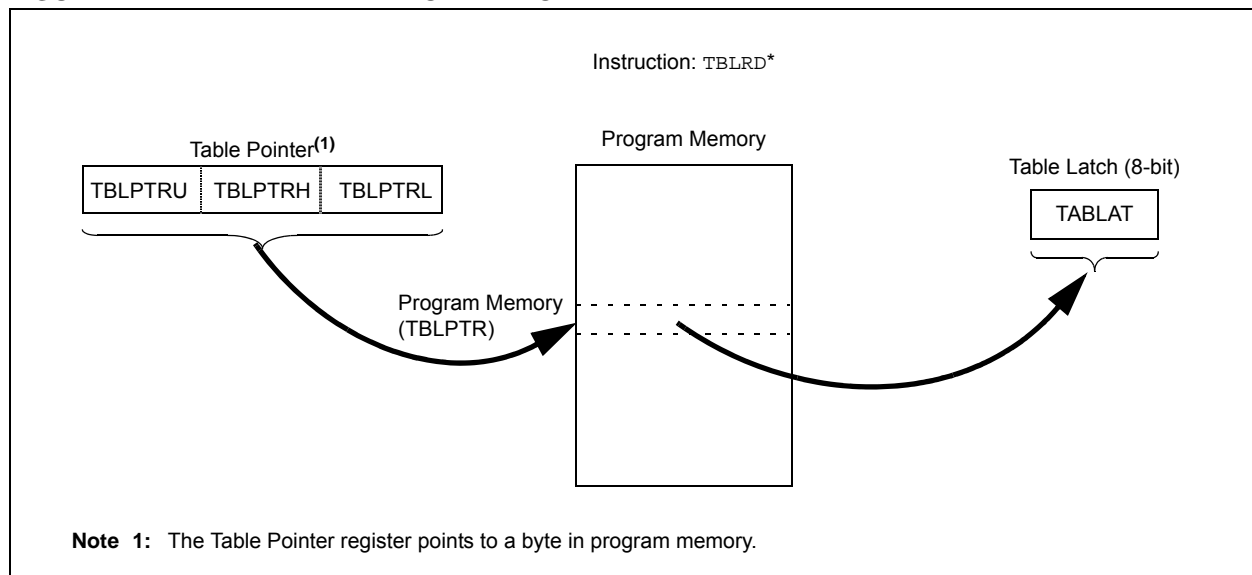 Instruction: TBLRD*
Table Pointer(1)
TBLPTRU TBLPTRH TBLPTRL
Program Memory
Table Latch (8-bit)
TABLAT
Program Memory
(TBLPTR)
Note 1: The Table Pointer register points to a byte in program memory.